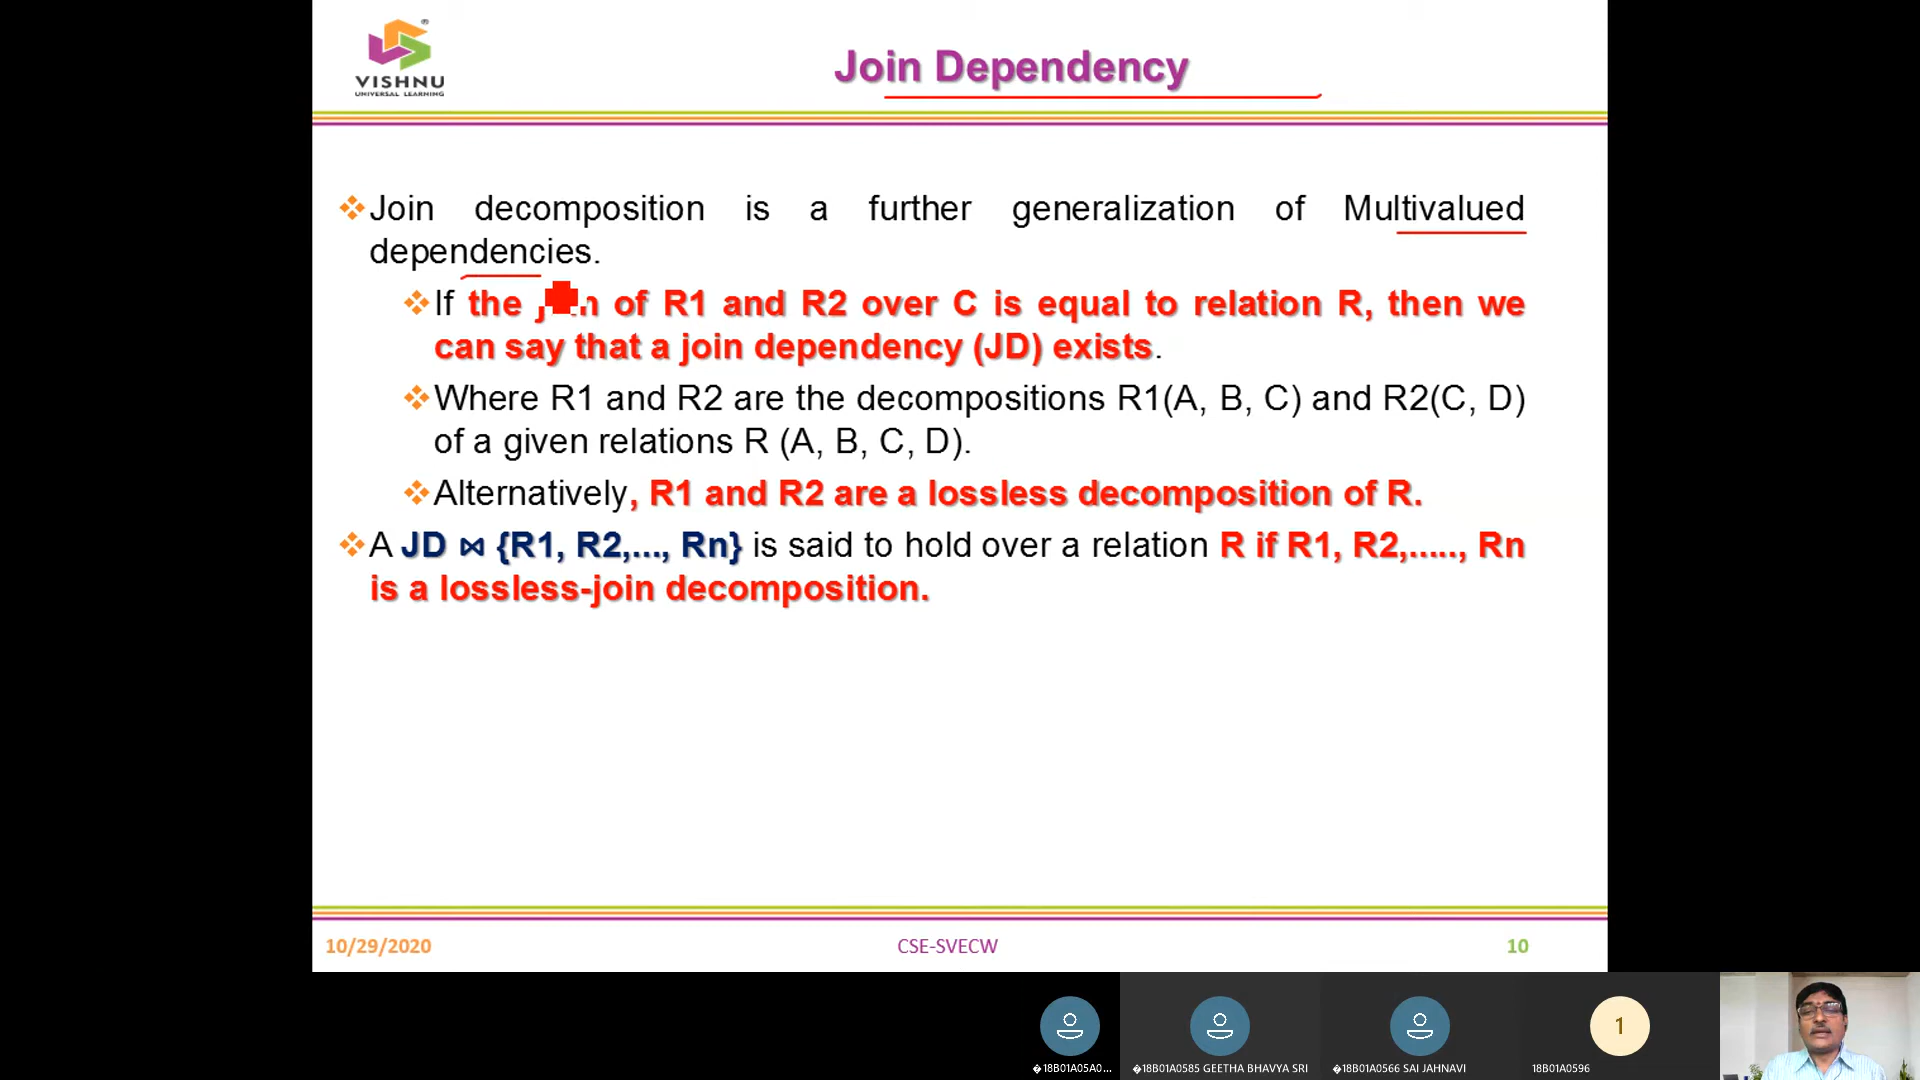 VISHNU
UNIVERSAL LEARNING
Join Dependency
Join decomposition is a further generalization of Multivalued
dependencies.
If the of R1 and R2 over C is equal to relation R, then we
can say that a join dependency (JD) exists.
Where R1 and R2 are the decompositions R1(A, B, C) and R2(C, D)
of a given relations R (A, B, C, D).
Alternatively, R1 and R2 are a lossless decomposition of R.
A JD ⋈ {R1, R2,..., Rn} is said to hold over a relation R if R1, R2,....., Rn
is a lossless-join decomposition.
10/29/2020
CSE-SVECW
10
1
�18B01A05A0...
�18B01A0585 GEETHA BHAVYA SRI
�18B01A0566 SAI JAHNAVI
18B01A0596